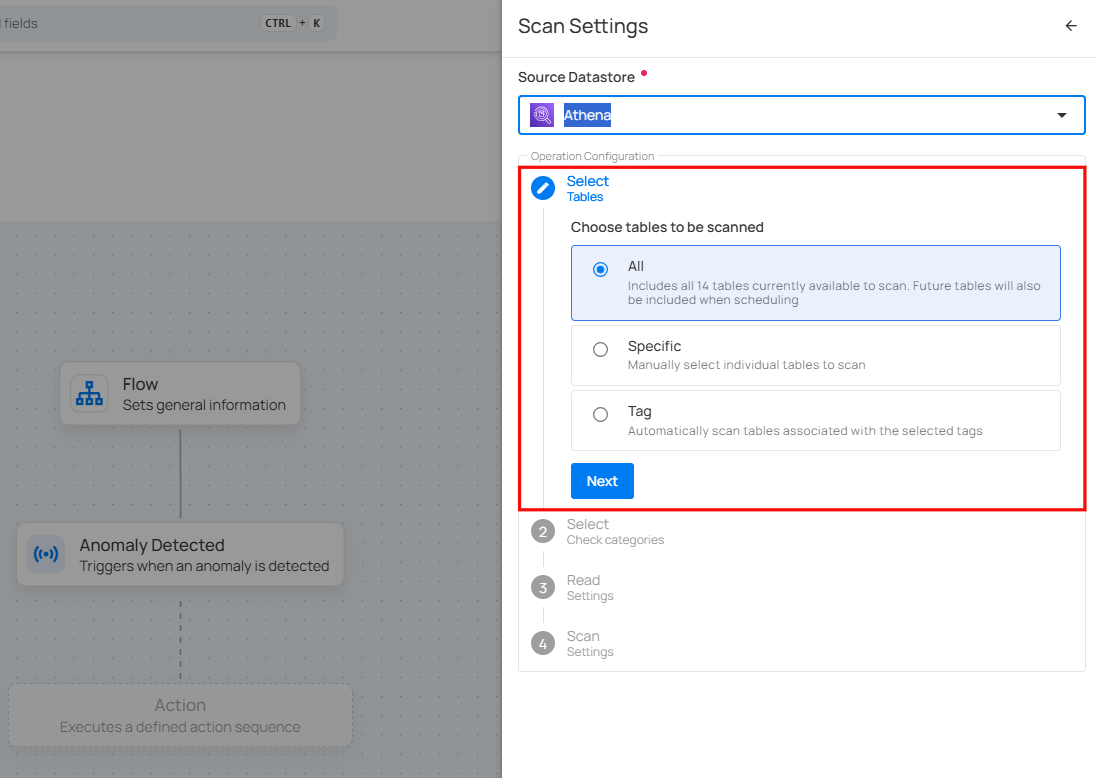 fields
CTRL + K
Flow
Sets general information
Anomaly Detected
Triggers when an anomaly is detected
Action
Executes a defined action sequence
Scan Settings
Source Datastore
Athena
Operation Configuration
Select
Tables
Choose tables to be scanned
All
Includes all 14 tables currently available to scan. Future tables will also
be included when scheduling
Specific
Manually select individual tables to scan
Tag
Automatically scan tables associated with the selected tags
Next
2
Select
Check categories
3
Read
Settings
4
Scan
Settings